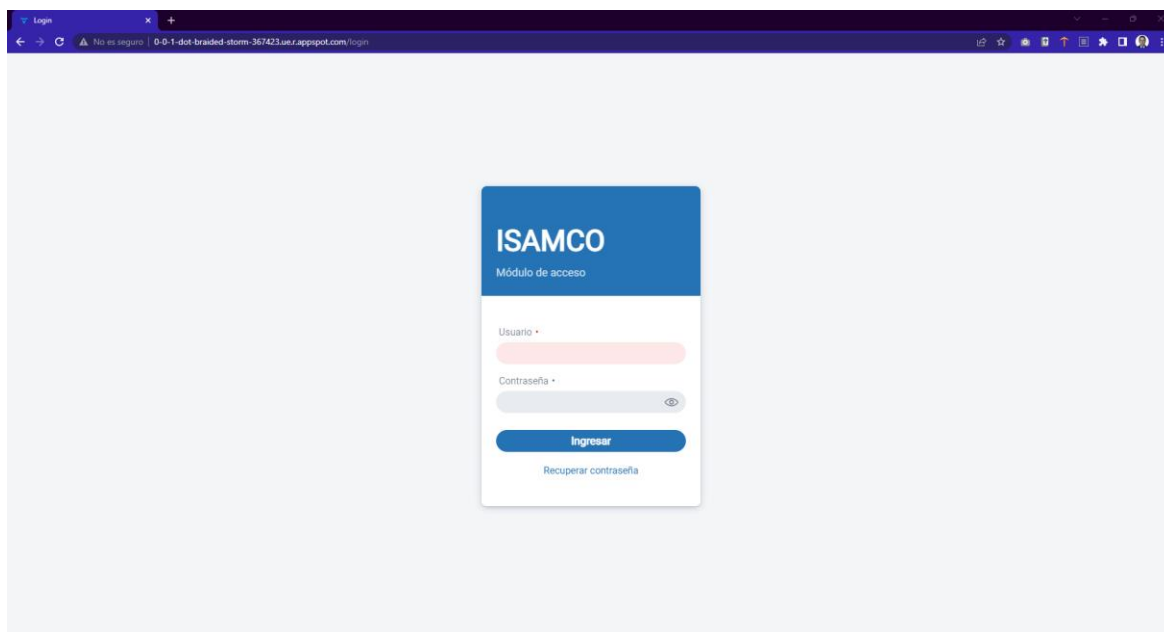 Login
No es seguro | 0-0-1-dot-braided-storm-367423.ue.r.appspot.com/login
ISAMCO
Módulo de acceso
Usuario •
Contraseña •
Ingresar
Recuperar contraseña